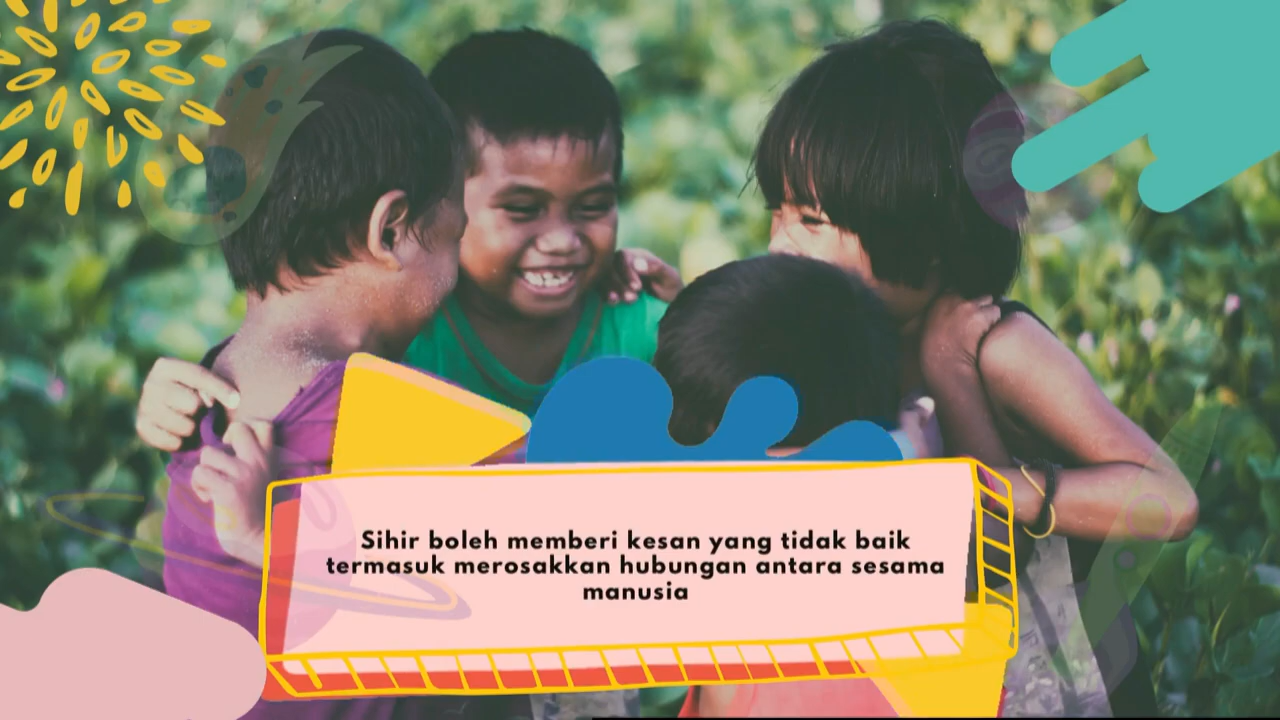 Sihir boleh memberi kesan yang tidak baik
termasuk merosakkan hubungan antara sesama
manusia